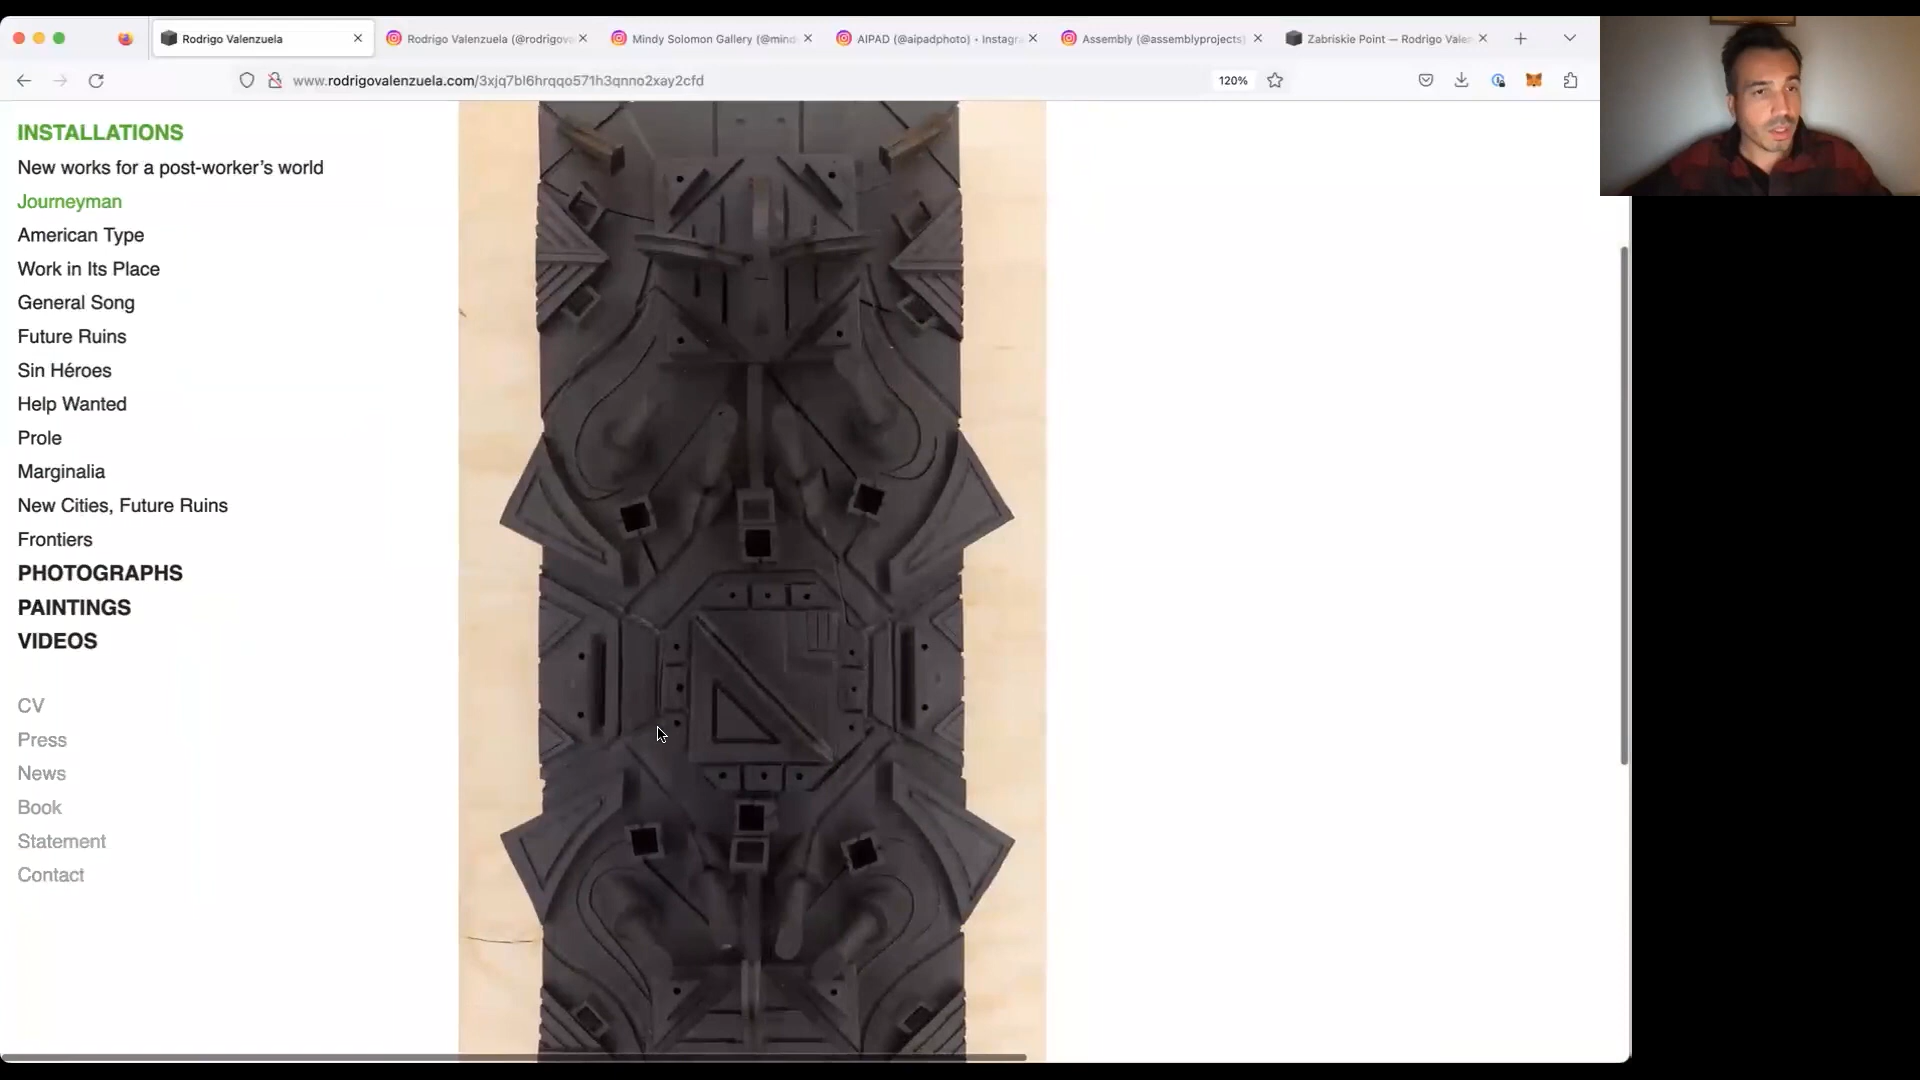 Rodrigo Valenzuela
Rodrigo Valenzuela (@rodrigova
Mindy Solomon Gallery (@mind
AIPAD (@aipadphoto) • Instagra
Assembly (@assemblyprojects)
Zabriskie Point — Rodrigo Vale
www.rodrigovalenzuela.com/3xjq7bl6hrqqo571h3qnno2xay2cfd
120%
INSTALLATIONS
New works for a post-worker’s world
Journeyman
American Type
Work in Its Place
General Song
Future Ruins
Sin Héroes
Help Wanted
Prole
Marginalia
New Cities, Future Ruins
Frontiers
PHOTOGRAPHS
PAINTINGS
VIDEOS
CV
Press
News
Book
Statement
Contact